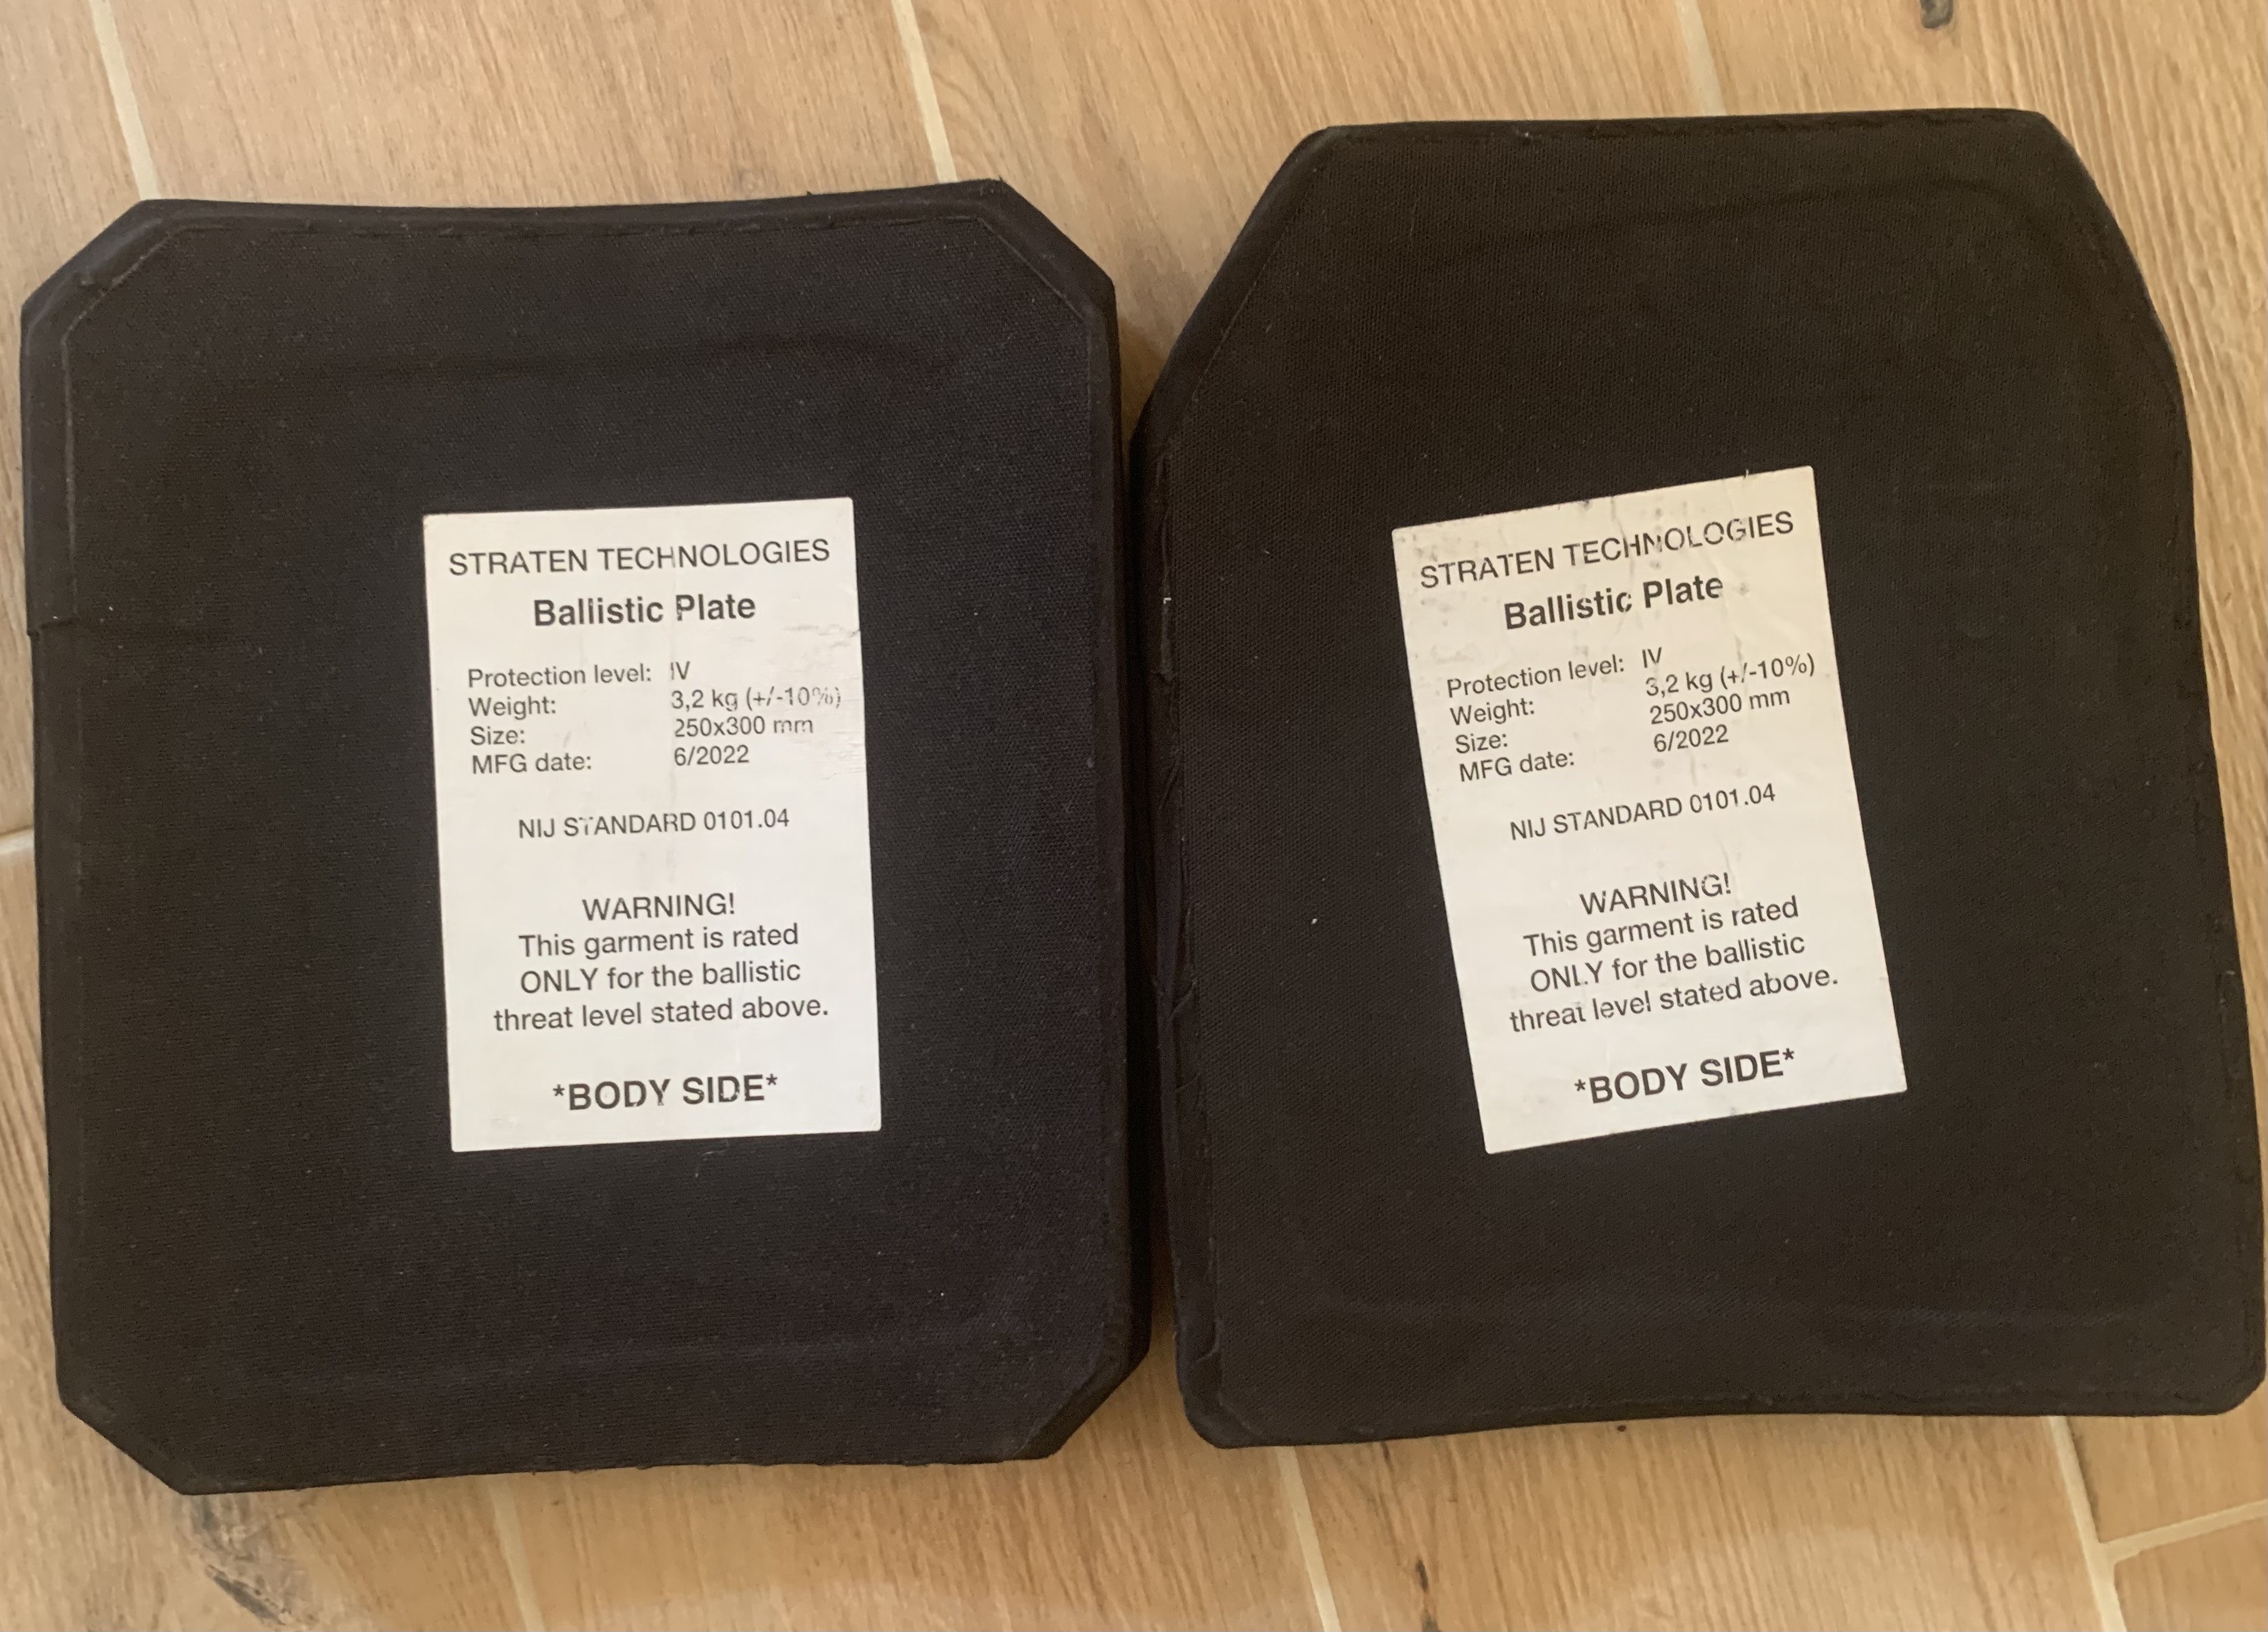 STRATEN TECHNOLOGIES
Ballistic Plate
Protection level: IV
Weight: 3,2 kg (+/-10%)
Size: 250x300 mm
MFG date: 6/2022
NIJ STANDARD 0101.04
WARNING!
This garment is rated
ONLY for the ballistic
threat level stated above.
*BODY SIDE*
STRATEN TECHNOLOGIES
Ballistic Plate
Protection level: IV
Weight: 3,2 kg (+/-10%)
Size: 250x300 mm
MFG date: 6/2022
NIJ STANDARD 0101.04
WARNING!
This garment is rated
ONLY for the ballistic
threat level stated above.
*BODY SIDE*